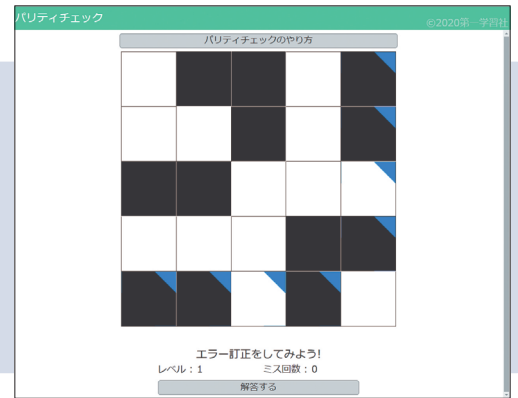 パリティチェック
©2020第一学習社
パリティチェックのやり方
エラー訂正をしてみよう!
レベル：1 ミス回数：0
解答する